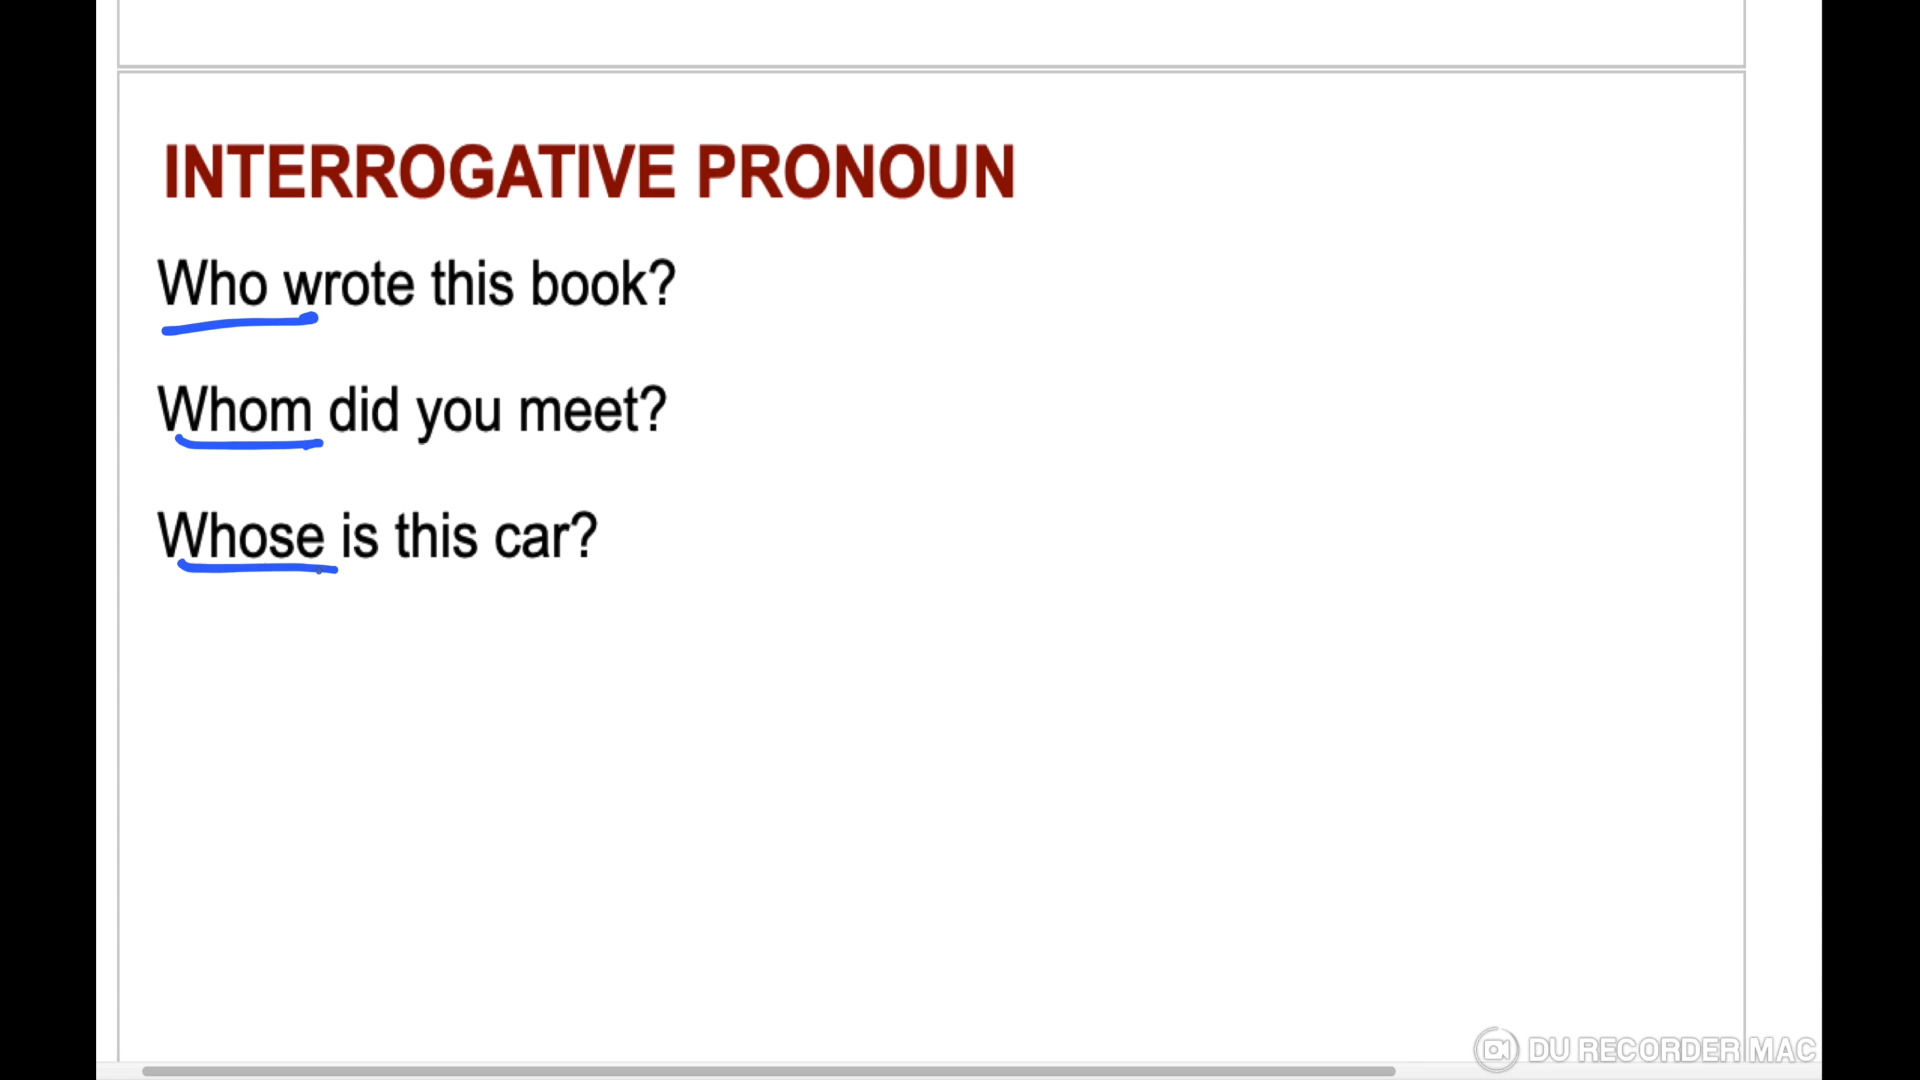 INTERROGATIVE PRONOUN
Who wrote this book?
Whom did you meet?
Whose is this car?
DU RECORDER MAC